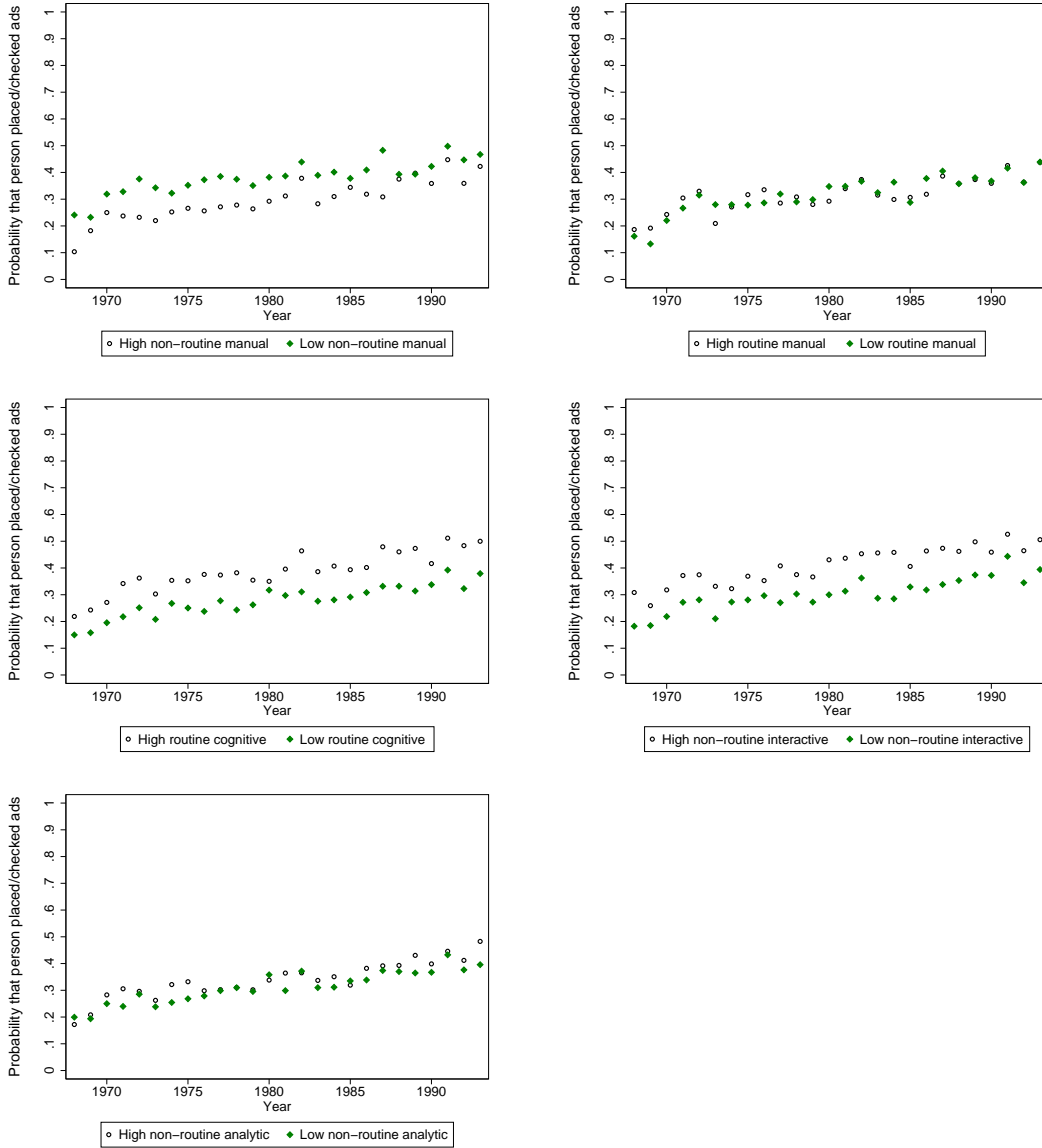 Probability that person placed/checked ads
0 .1 .2 .3 .4 .5 .6 .7 .8 .9 1
1970 1975 1980 1985 1990
Year
High non−routine manual Low non−routine manual
Probability that person placed/checked ads
0 .1 .2 .3 .4 .5 .6 .7 .8 .9 1
1970 1975 1980 1985 1990
Year
High routine manual Low routine manual
Probability that person placed/checked ads
0 .1 .2 .3 .4 .5 .6 .7 .8 .9 1
1970 1975 1980 1985 1990
Year
High routine cognitive Low routine cognitive
Probability that person placed/checked ads
0 .1 .2 .3 .4 .5 .6 .7 .8 .9 1
1970 1975 1980 1985 1990
Year
High non−routine interactive Low non−routine interactive
Probability that person placed/checked ads
0 .1 .2 .3 .4 .5 .6 .7 .8 .9 1
1970 1975 1980 1985 1990
Year
High non−routine analytic Low non−routine analytic